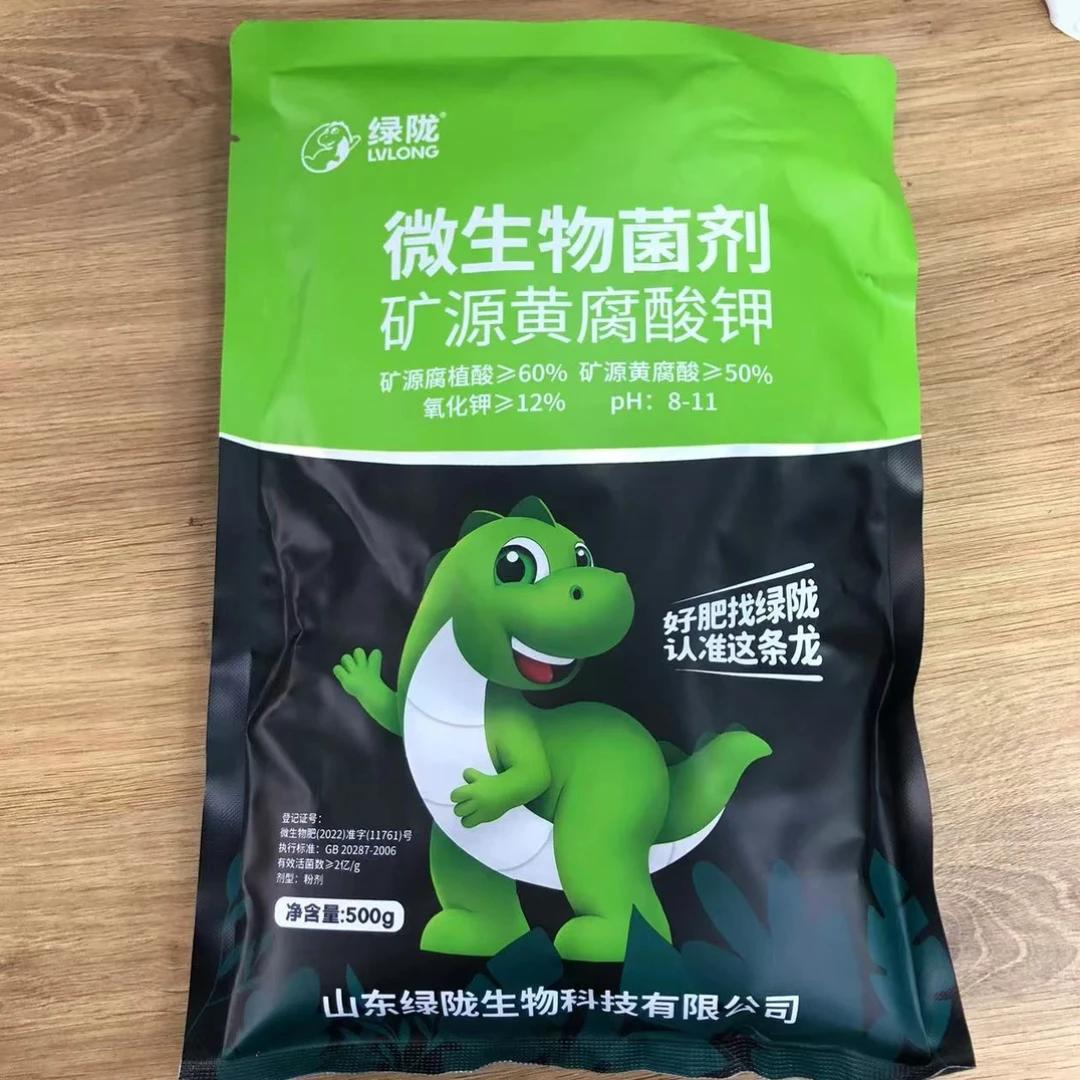 绿陇®
LVLONG
微生物菌剂
矿源黄腐酸钾
矿源腐植酸≥60% 矿源黄腐酸≥50%
氧化钾≥12% pH：8-11
好肥找绿陇
认准这条龙
登记证号：
微生物肥(2022)准字(11761)号
执行标准：GB 20287-2006
有效活菌数≥2亿/g
剂型：粉剂
净含量:500g
山东绿陇生物科技有限公司